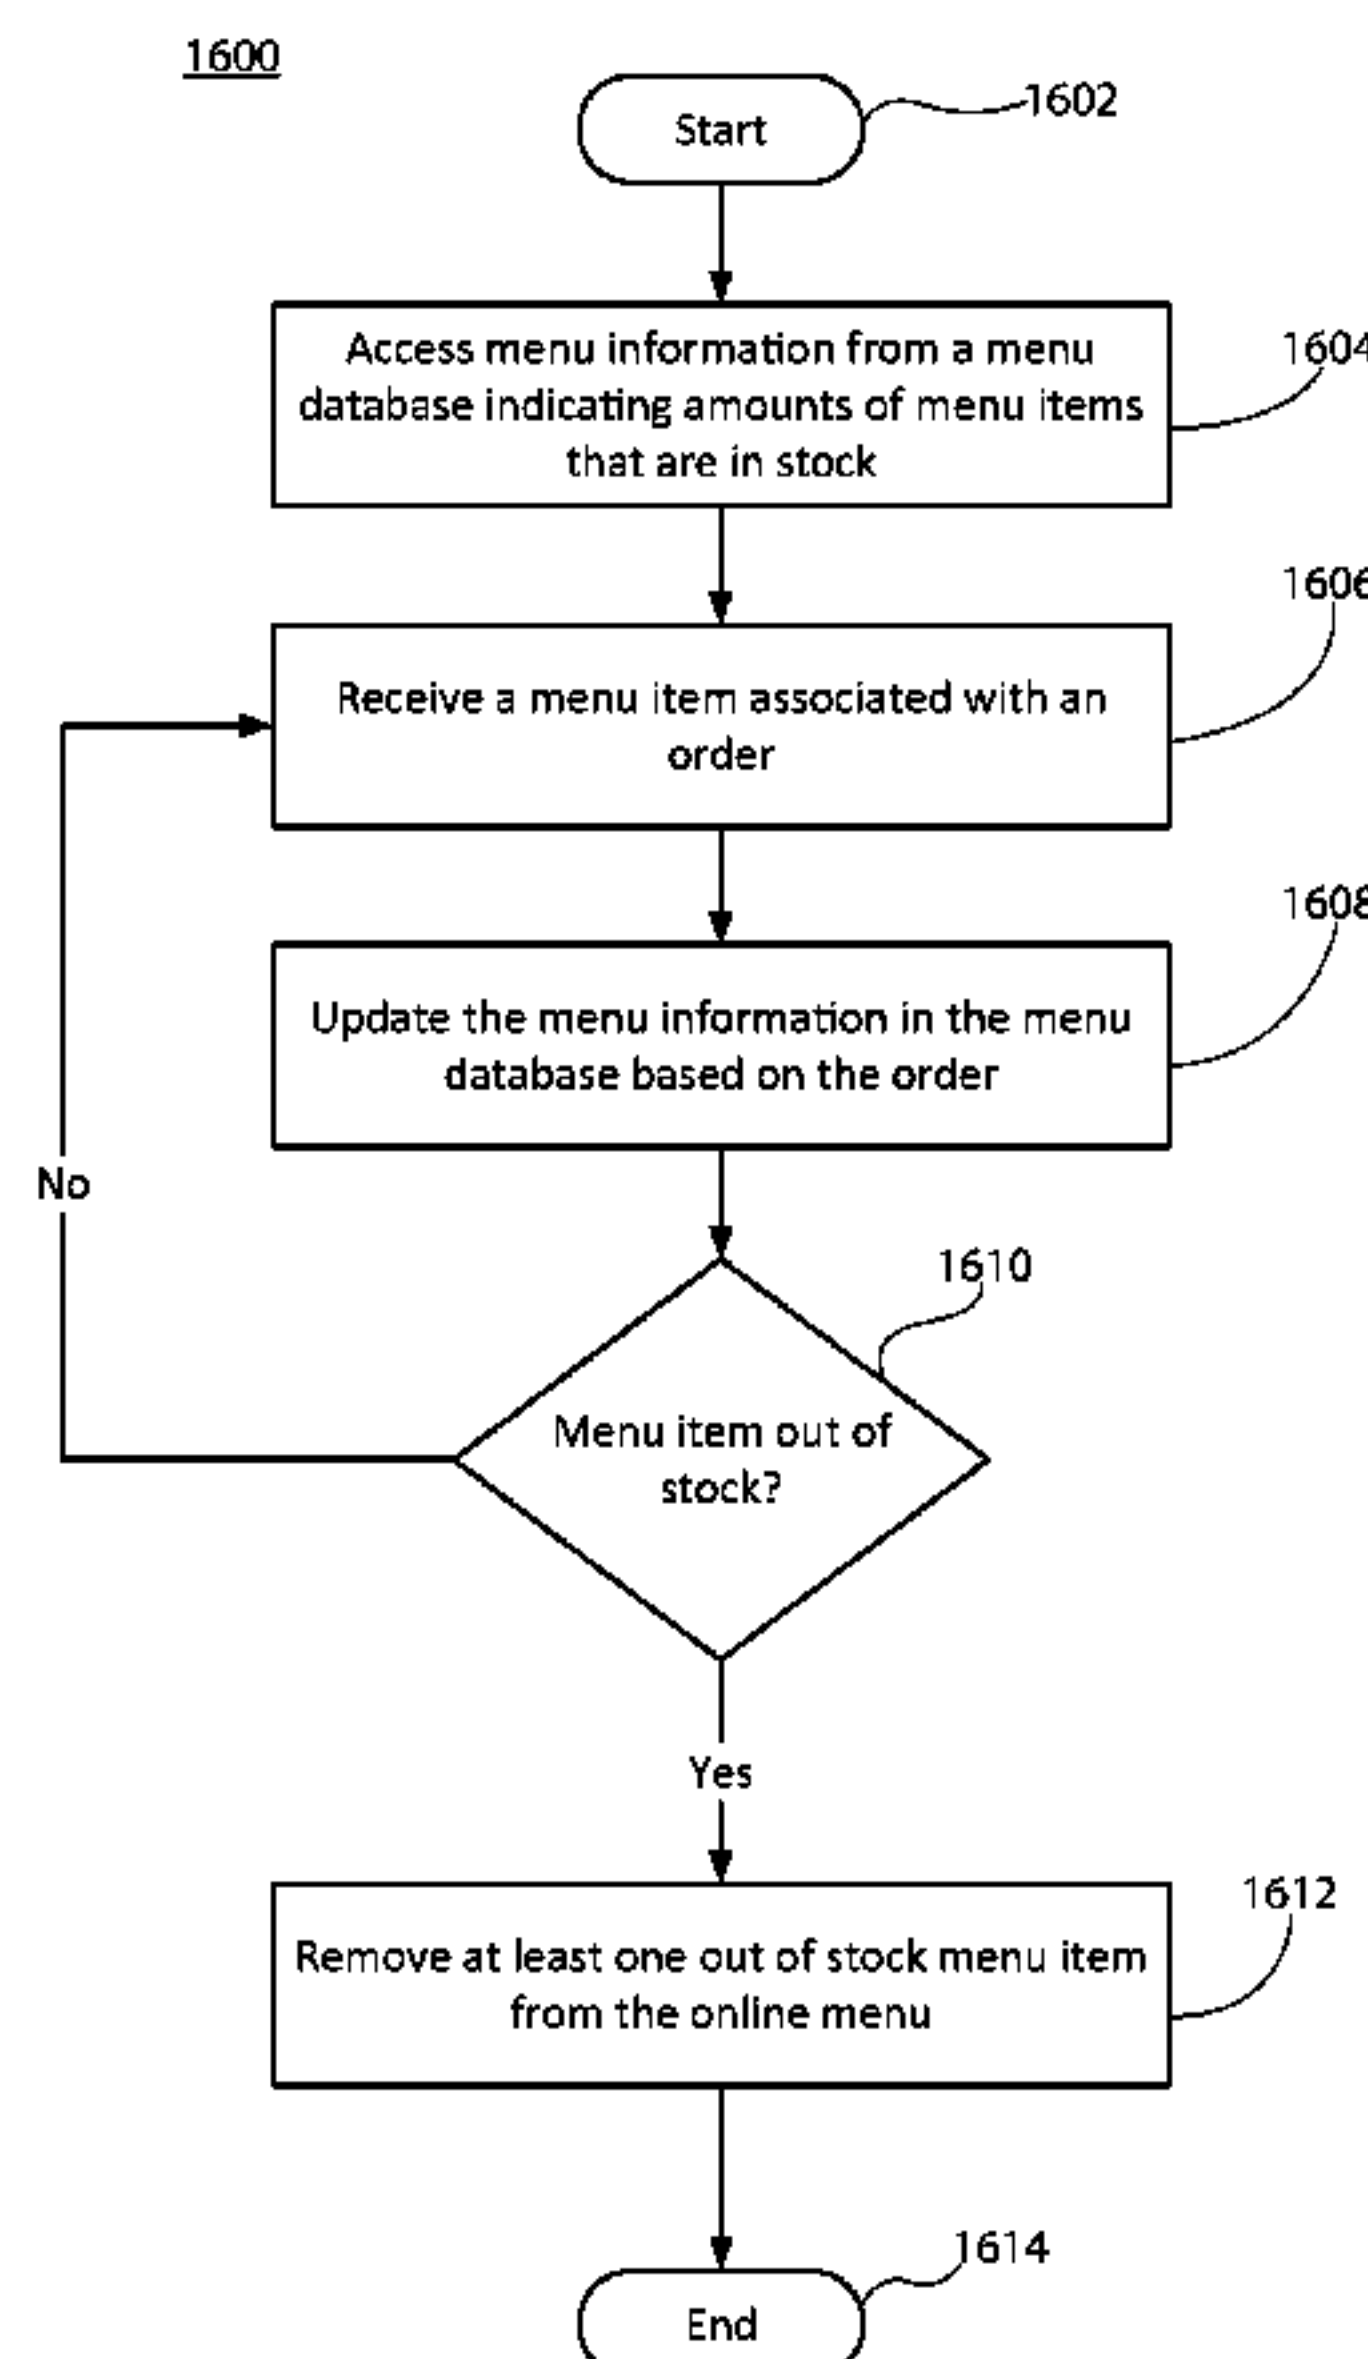 1600
Start
1602
Access menu information from a menu
database indicating amounts of menu items
that are in stock
1604
Receive a menu item associated with an
order
1606
Update the menu information in the menu
database based on the order
1608
No
Menu item out of
stock?
1610
Yes
Remove at least one out of stock menu item
from the online menu
1612
End
1614